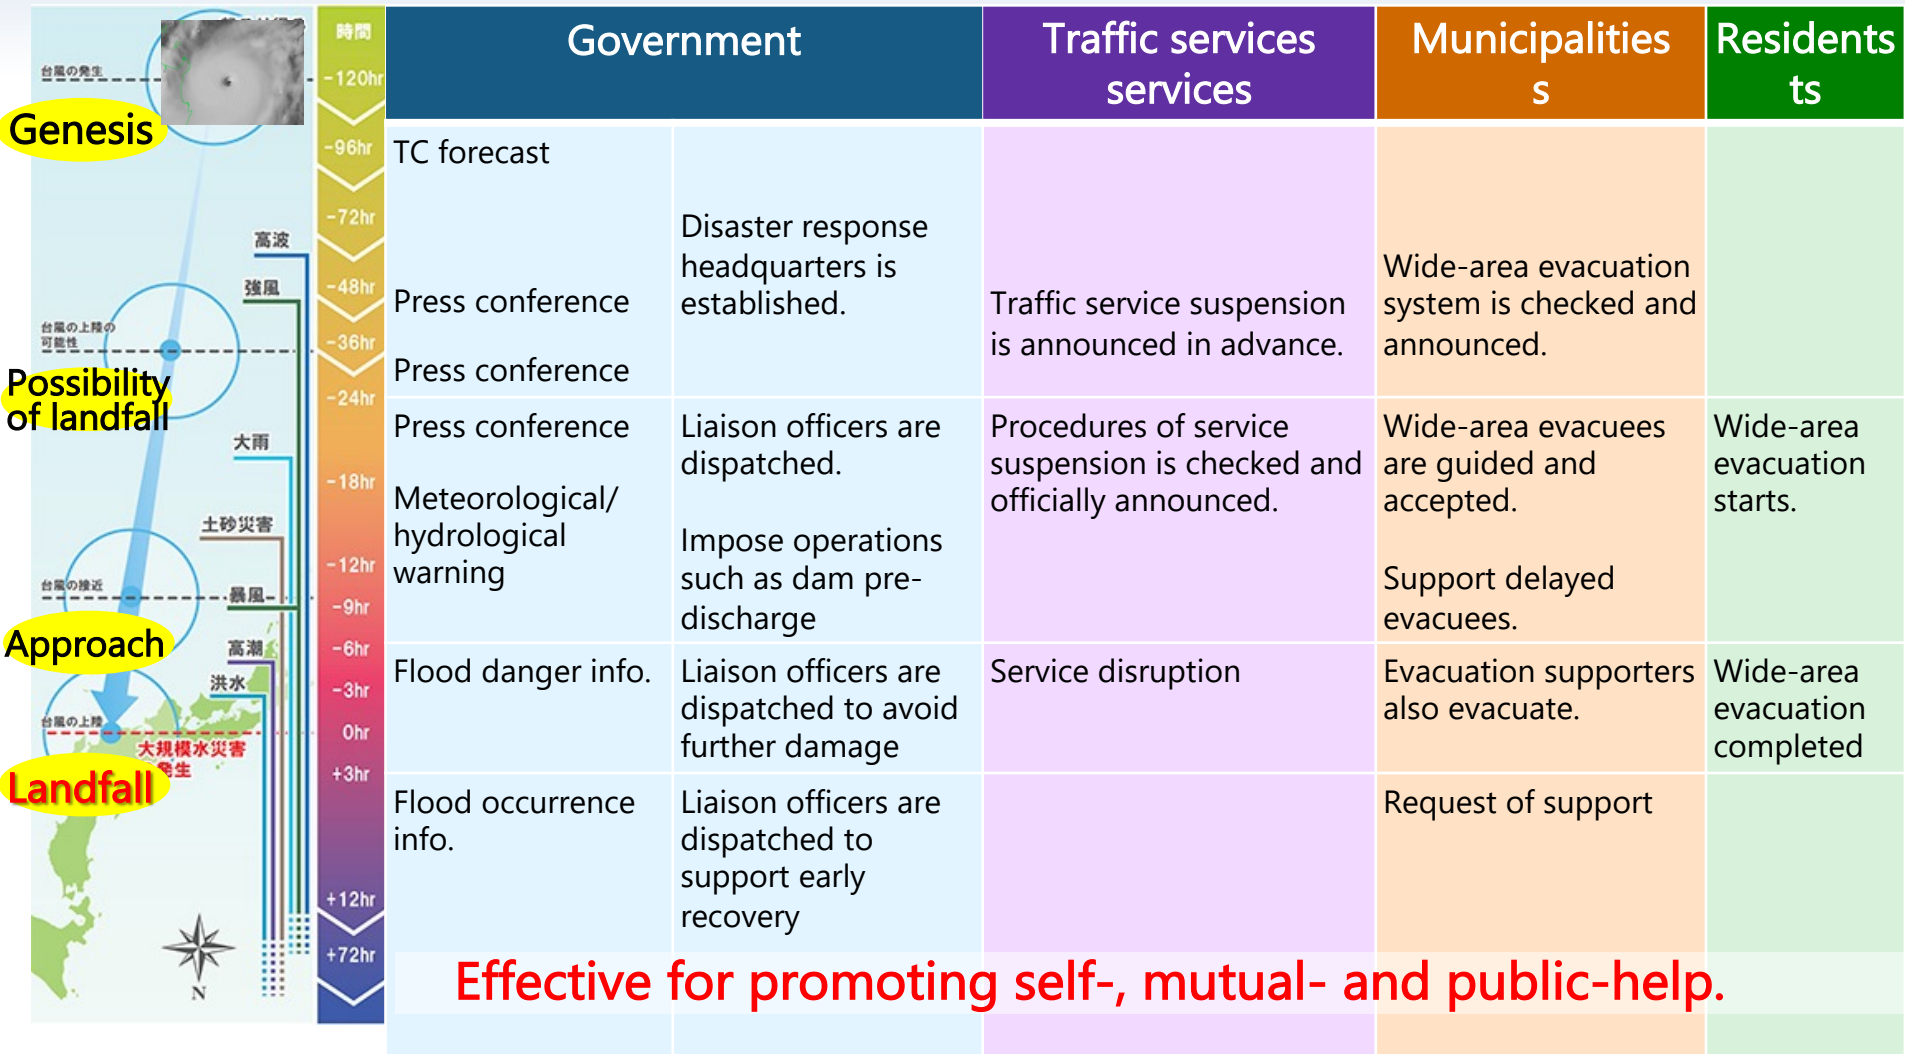 時間
台風の発生
-120hr
Genesis
-96hr
-72hr
高波
強風
-48hr
台風の上陸の
可能性
-36hr
Possibility
of landfall
-24hr
大雨
-18hr
土砂災害
-12hr
台風の接近
暴風
-9hr
Approach
高潮
-6hr
洪水
-3hr
台風の上陸
0hr
大規模水災害
発生
+3hr
Landfall
+12hr
+72hr
N
Government
Traffic services
services
Municipalities
s
Residents
ts
TC forecast
Press conference
Press conference
Disaster response
headquarters is
established.
Traffic service suspension
is announced in advance.
Wide-area evacuation
system is checked and
announced.
Press conference
Meteorological/
hydrological
warning
Liaison officers are
dispatched.
Impose operations
such as dam pre-
discharge
Procedures of service
suspension is checked and
officially announced.
Wide-area evacuees
are guided and
accepted.
Support delayed
evacuees.
Wide-area
evacuation
starts.
Flood danger info.
Liaison officers are
dispatched to avoid
further damage
Service disruption
Evacuation supporters
also evacuate.
Wide-area
evacuation
completed
Flood occurrence
info.
Liaison officers are
dispatched to
support early
recovery
Request of support
Effective for promoting self-, mutual- and public-help.